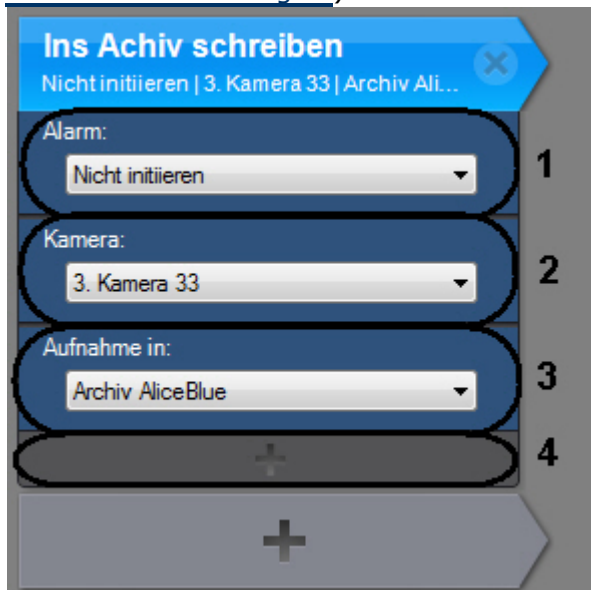 Ins Achiv schreiben
Nicht initiieren | 3. Kamera 33 | Archiv Ali...
Alarm:
Nicht initiieren
1
Kamera:
3. Kamera 33
2
Aufnahme in:
Archiv AliceBlue
3
4